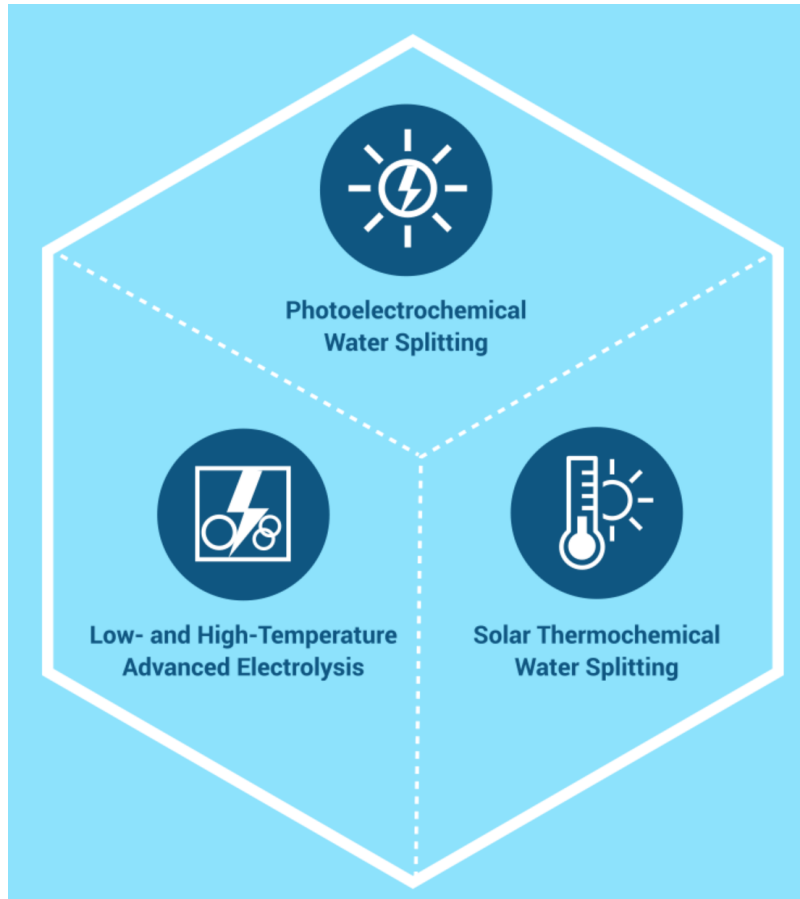 Photoelectrochemical
Water Splitting
Low- and High-Temperature
Advanced Electrolysis
Solar Thermochemical
Water Splitting